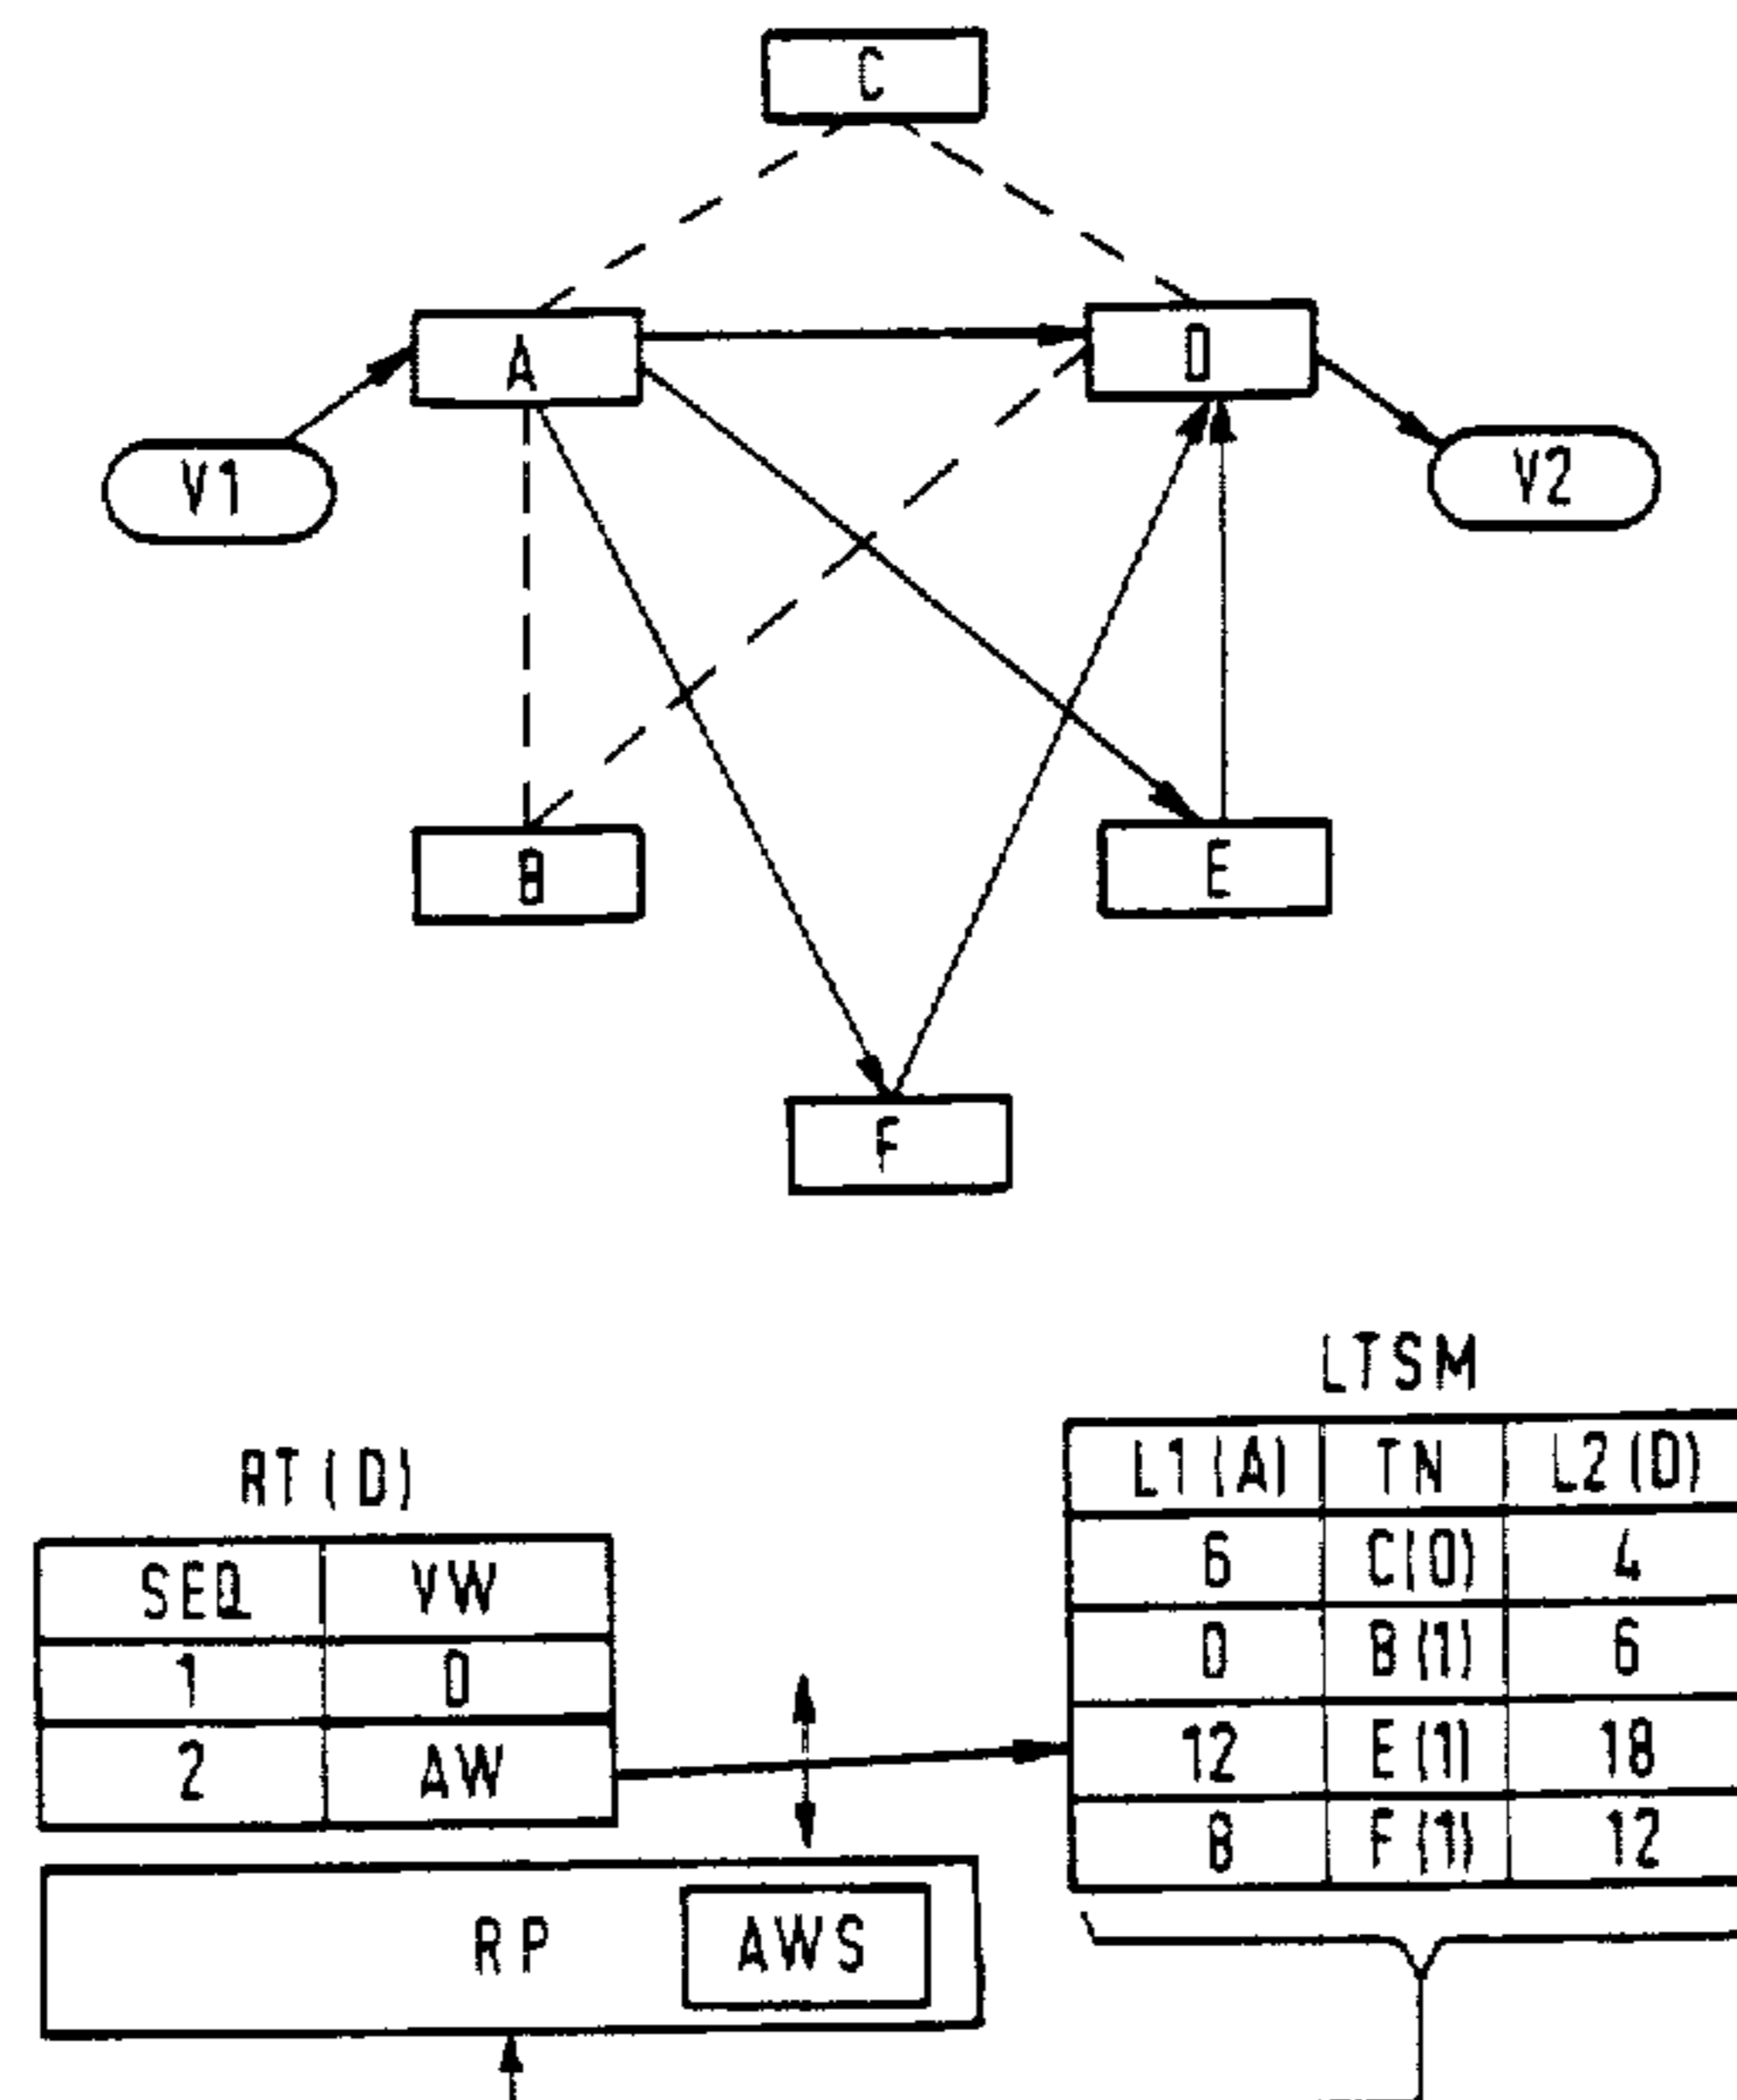 C
A
D
V1
V2
B
E
F
LTSM
RT(D)
L1(A) TN L2(D)
6 C(0) 4
0 B(1) 6
12 E(1) 18
8 F(1) 12
SEQ VW
1 D
2 AW
RP AWS